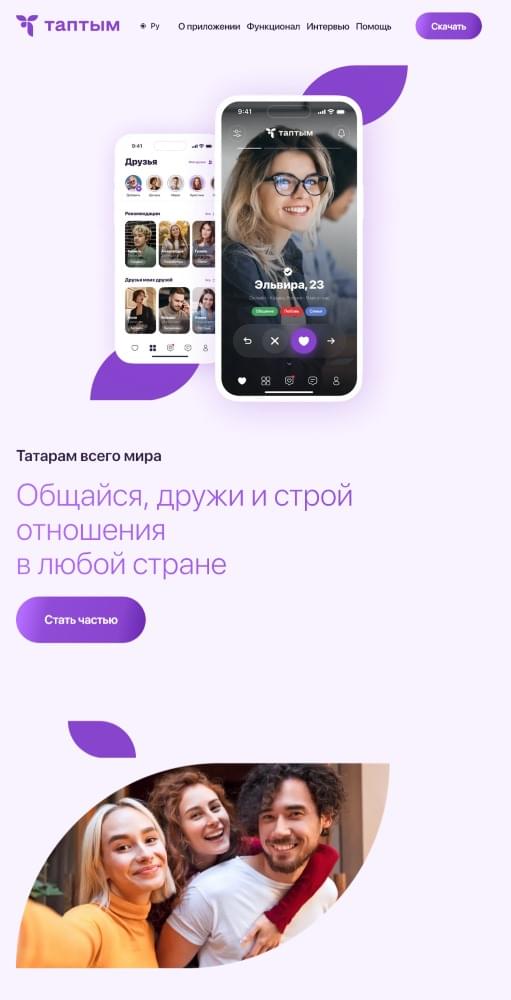 таптым
Ру
О приложении
Функционал
Интервью
Помощь
Скачать
9:41
Друзья
Рекомендации
Друзья моих друзей
9:41
таптым
Эльвира, 23
Общение
Любовь
Семья
Татарам всего мира
Общайся, дружи и строй
отношения
в любой стране
Стать частью